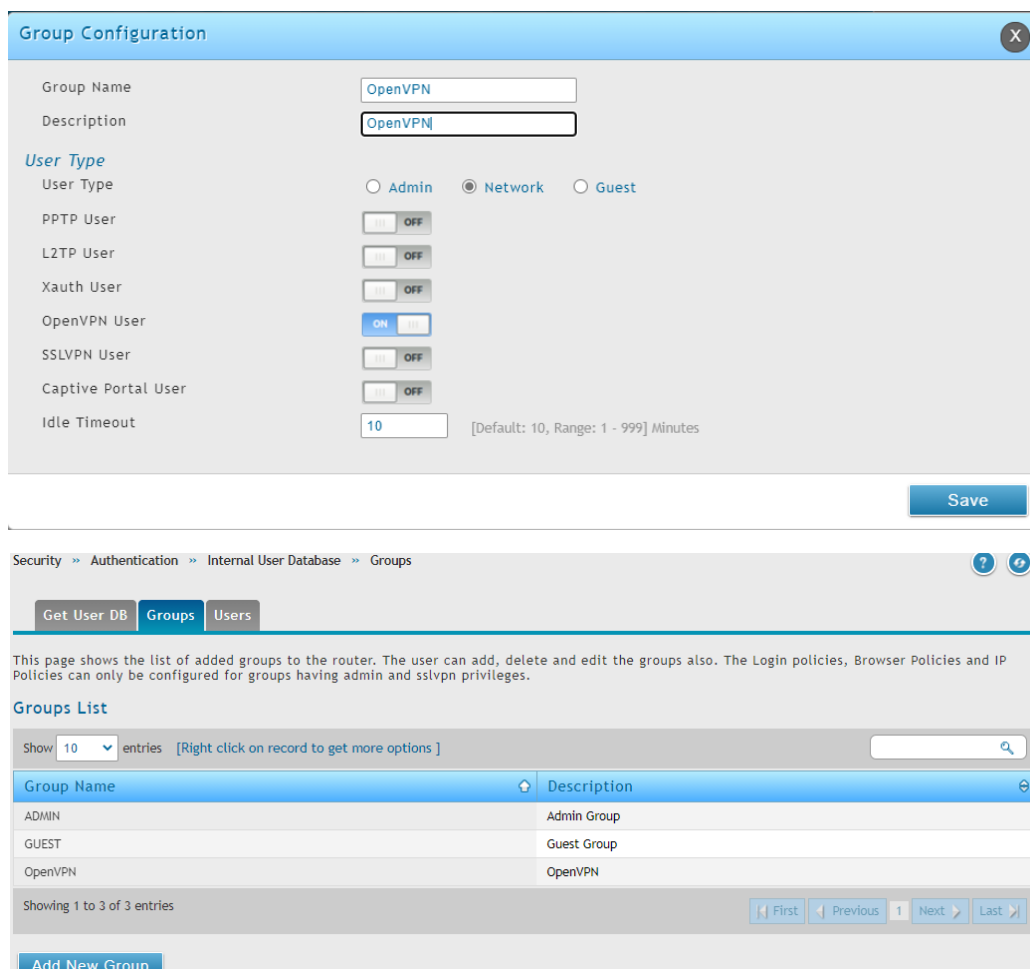 Group Configuration X
Group Name OpenVPN
Description OpenVPN
User Type
User Type Admin Network Guest
PPTP User OFF
L2TP User OFF
Xauth User OFF
OpenVPN User ON
SSLVPN User OFF
Captive Portal User OFF
Idle Timeout 10 [Default: 10, Range: 1 - 999] Minutes
Save
Security » Authentication » Internal User Database » Groups ?
Get User DB Groups Users
This page shows the list of added groups to the router. The user can add, delete and edit the groups also. The Login policies, Browser Policies and IP
Policies can only be configured for groups having admin and sslvpn privileges.
Groups List
Show 10 entries [Right click on record to get more options ]
Group Name Description
ADMIN Admin Group
GUEST Guest Group
OpenVPN OpenVPN
Showing 1 to 3 of 3 entries First Previous 1 Next Last
Add New Group